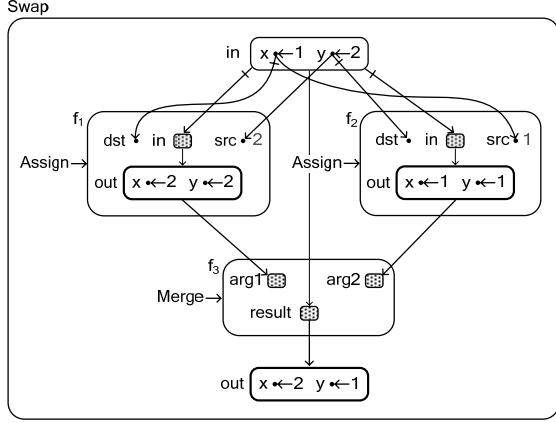 Swap
in x ←1 y ←2
f1 f2
dst in src 2 dst in src 1
Assign→ Assign→
out x ←2 y ←2 out x ←1 y ←1
f3
arg1 arg2
Merge→
result
out x ←2 y ←1